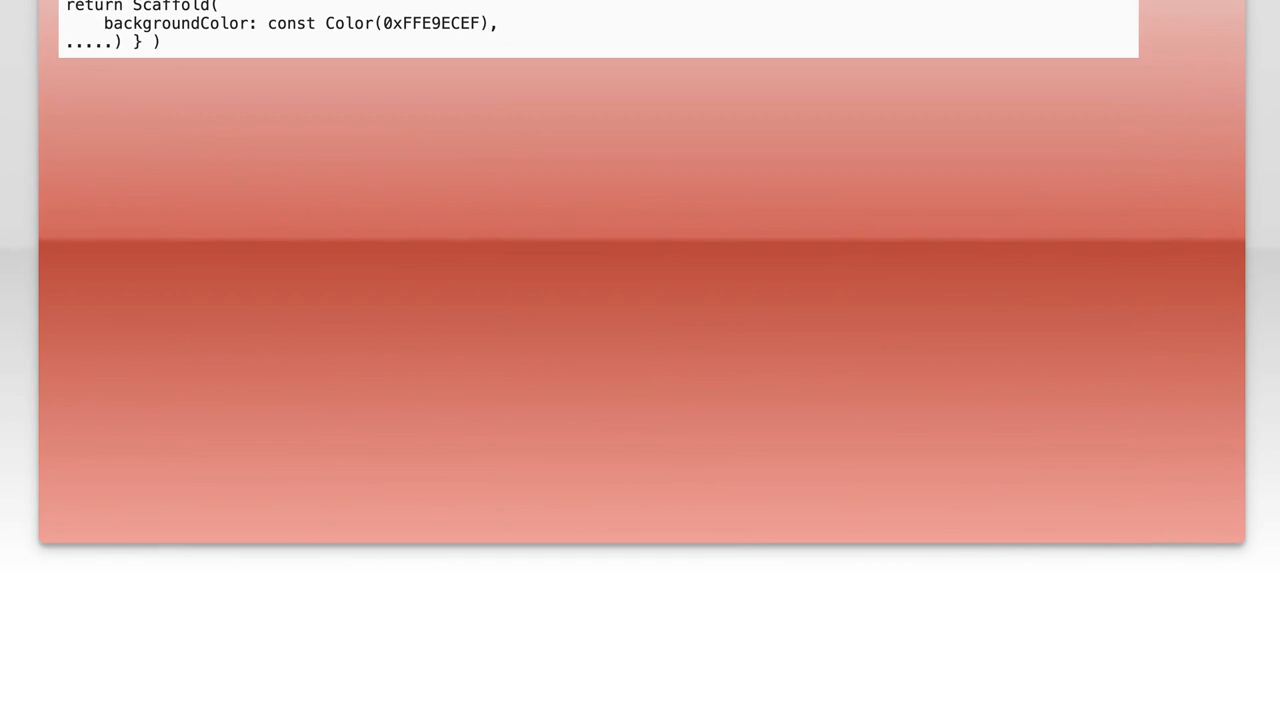 return Scaffold(
    backgroundColor: const Color(0xFFE9ECEF),
.....) } )